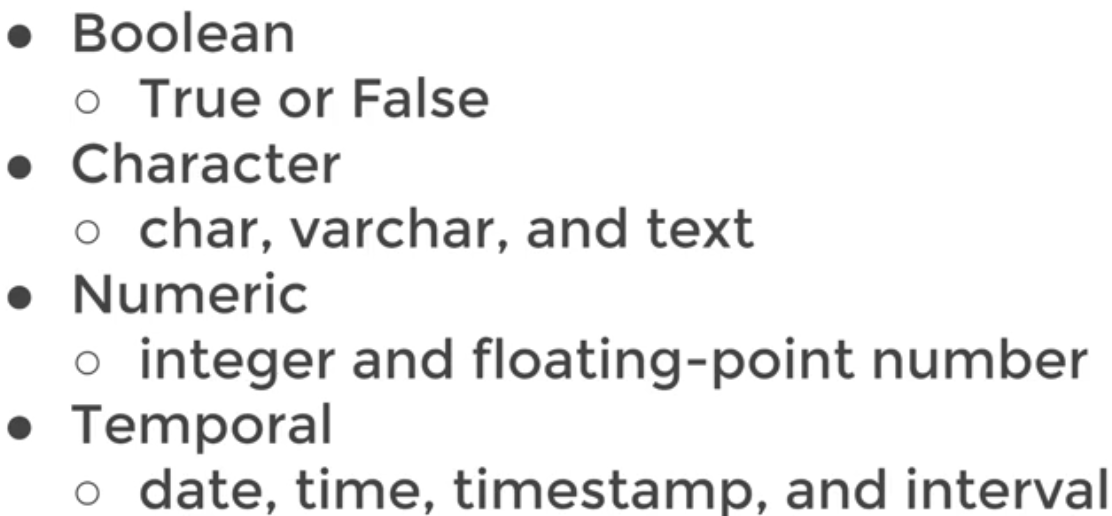 ● Boolean
○ True or False
● Character
○ char, varchar, and text
● Numeric
○ integer and floating-point number
● Temporal
○ date, time, timestamp, and interval